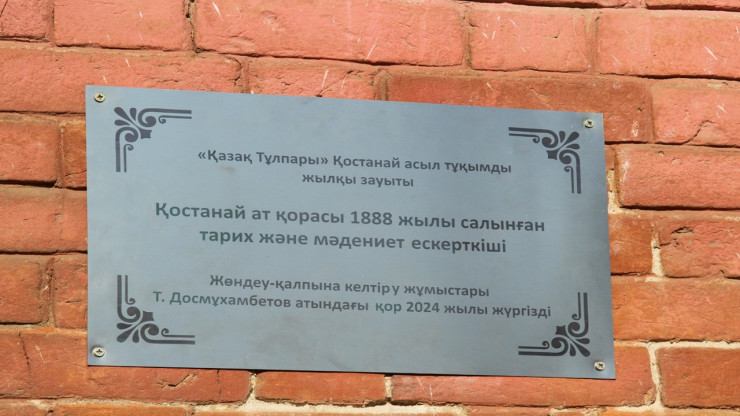 «Қазақ Тұлпары» Қостанай асыл тұқымды
жылқы зауыты
Қостанай ат қорасы 1888 жылы салынған
тарих және мәдениет ескерткіші
Жөндеу-қалпына келтіру жұмыстары
Т. Досмұхамбетов атындағы қор 2024 жылы жүргізді